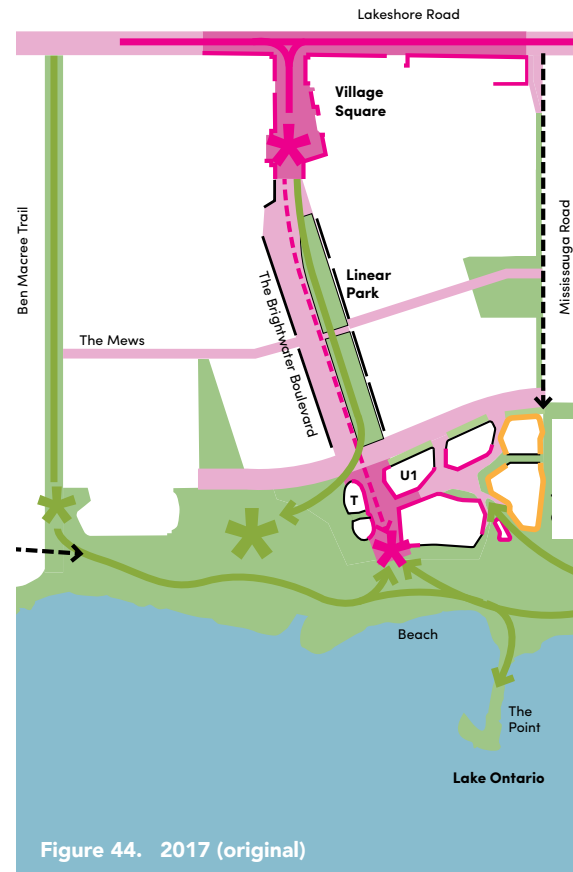 Lakeshore Road
Village
Square
Ben Macree Trail
Mississauga Road
Linear
Park
The Brightwater Boulevard
The Mews
U1
T
Beach
The
Point
Lake Ontario
Figure 44. 2017 (original)